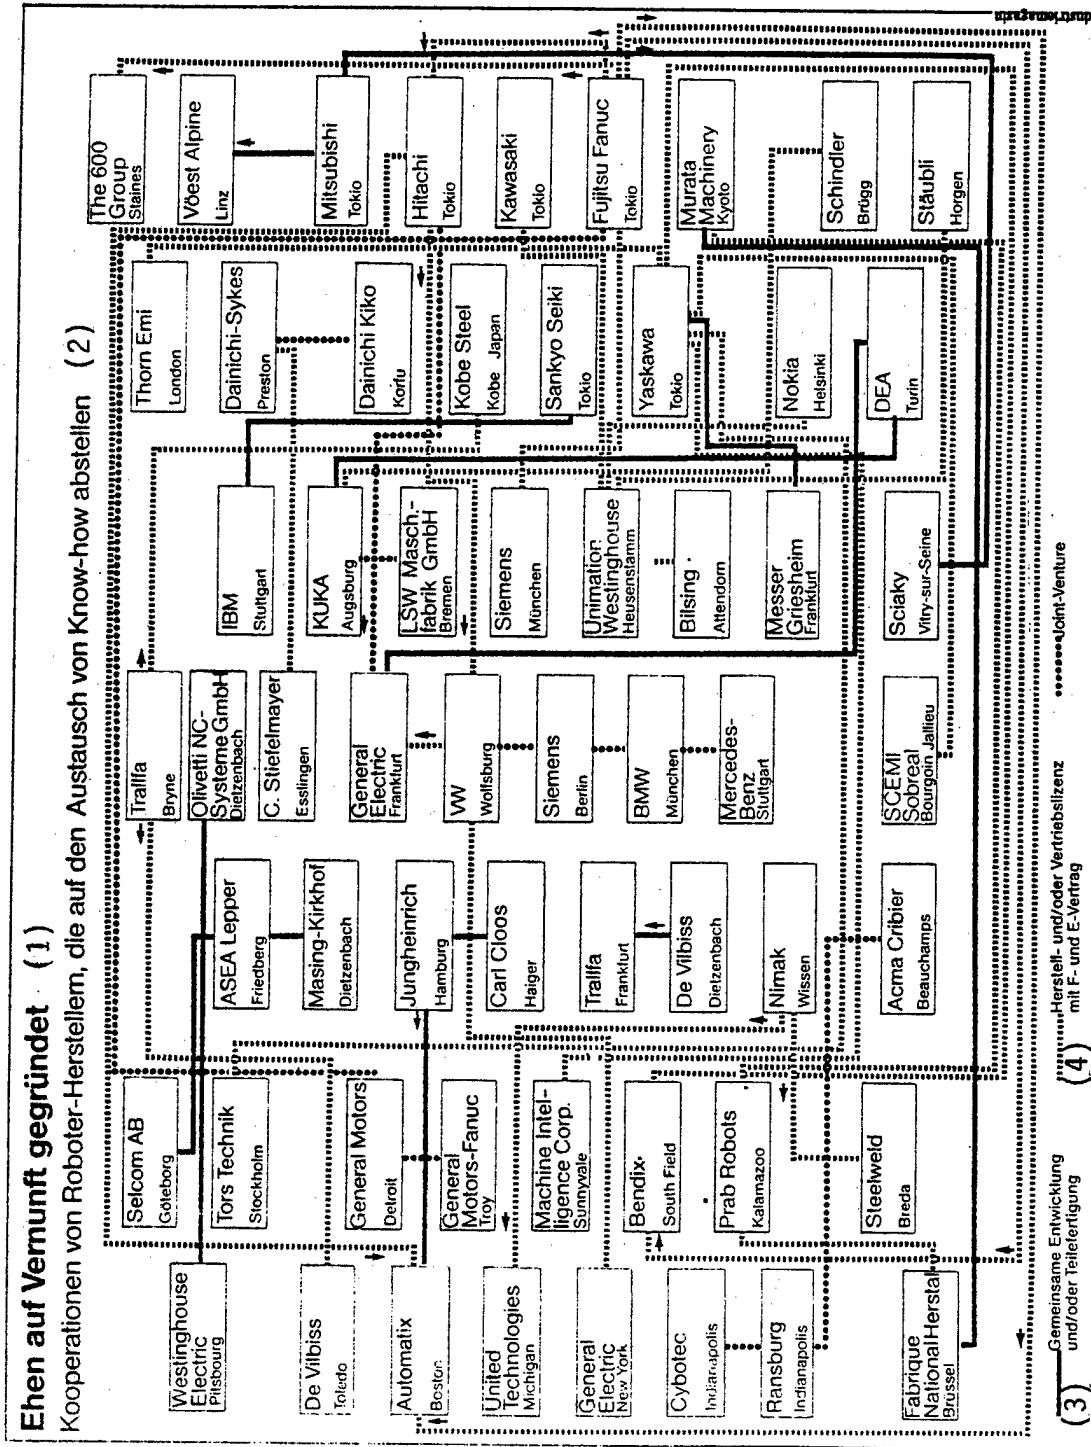 Ehen auf Vernunft gegründet (1)
Kooperationen von Roboter-Herstellern, die auf den Austausch von Know-how abstellen (2)
Westinghouse
Electric
Pittsbourg
De Vilbiss
Toledo
Automatix
Boston
United
Technologies
Michigan
General
Electric
New York
Cybotec
Indianapolis
Ransburg
Indianapolis
Fabrique
National Herstal
Brüssel
Selcom AB
Göteborg
Tors Technik
Stockholm
General Motors
Detroit
General
Motors-Fanuc
Troy
Machine Intel-
ligence Corp.
Sunnyvale
Bendix
South Field
Prab Robots
Kalamazoo
Steelweld
Breda
ASEA Lepper
Friedberg
Masing-Kirkhof
Dietzenbach
Jungheinrich
Hamburg
Carl Cloos
Haiger
Trallfa
Frankfurt
De Vilbiss
Dietzenbach
Nimak
Wissen
Acma Cribier
Beauchamps
Trallfa
Bryne
Olivetti NC-
Systeme GmbH
Dietzenbach
C. Stiefelmayer
Esslingen
General
Electric
Frankfurt
VW
Wolfsburg
Siemens
Berlin
BMW
München
Mercedes-
Benz
Stuttgart
SCEMI
Sobreal
Bourgoin Jallieu
IBM
Stuttgart
KUKA
Augsburg
LSW Masch.-
fabrik GmbH
Bremen
Siemens
München
Unimation
Westinghouse
Heusenstamm
Bilsing
Attendorn
Messer
Griesheim
Frankfurt
Sciaky
Vitry-sur-Seine
Thorn Emi
London
Dainichi-Sykes
Preston
Dainichi Kiko
Korfu
Kobe Steel
Kobe Japan
Sankyo Seiki
Tokio
Yaskawa
Tokio
Nokia
Helsinki
DEA
Turin
The 600
Group
Staines
Vöest Alpine
Linz
Mitsubishi
Tokio
Hitachi
Tokio
Kawasaki
Tokio
Fujitsu Fanuc
Tokio
Murata
Machinery
Kyoto
Schindler
Brügg
Stäubli
Horgen
(3) Gemeinsame Entwicklung
und/oder Teilefertigung
(4) Herstell- und/oder Vertriebslizenz
mit F- und E-Vertrag
Joint-Venture